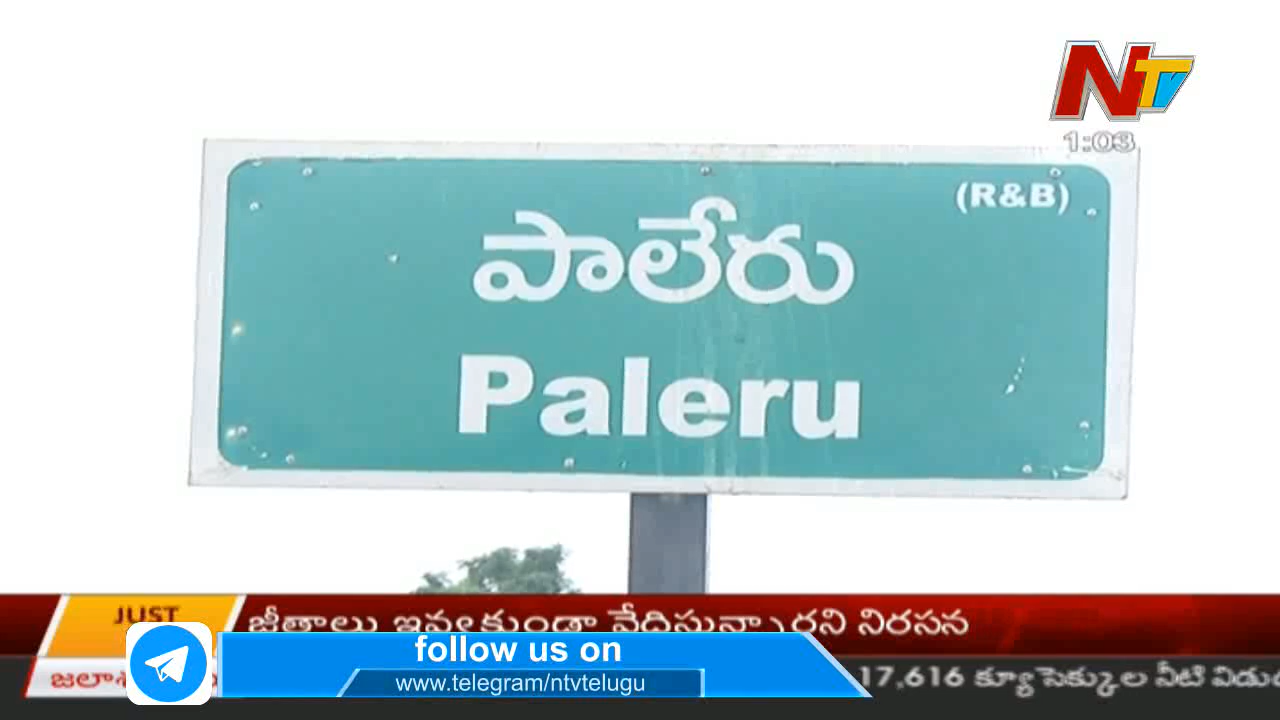 NTV
1:03
(R&B)
పాలేరు
Paleru
JUST
జీతాలు ఇవ్వకుండా వేధిస్తున్నారని నిరసన
follow us on
www.telegram/ntvtelugu
17,616 క్యూసెక్కుల నీటి